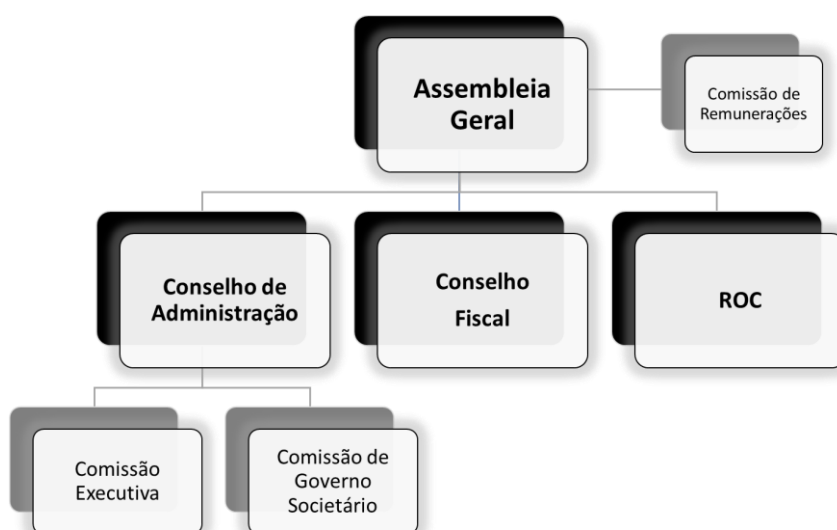 Assembleia
Geral
Comissão de
Remunerações
Conselho de
Administração
Conselho
Fiscal
ROC
Comissão
Executiva
Comissão de
Governo
Societário